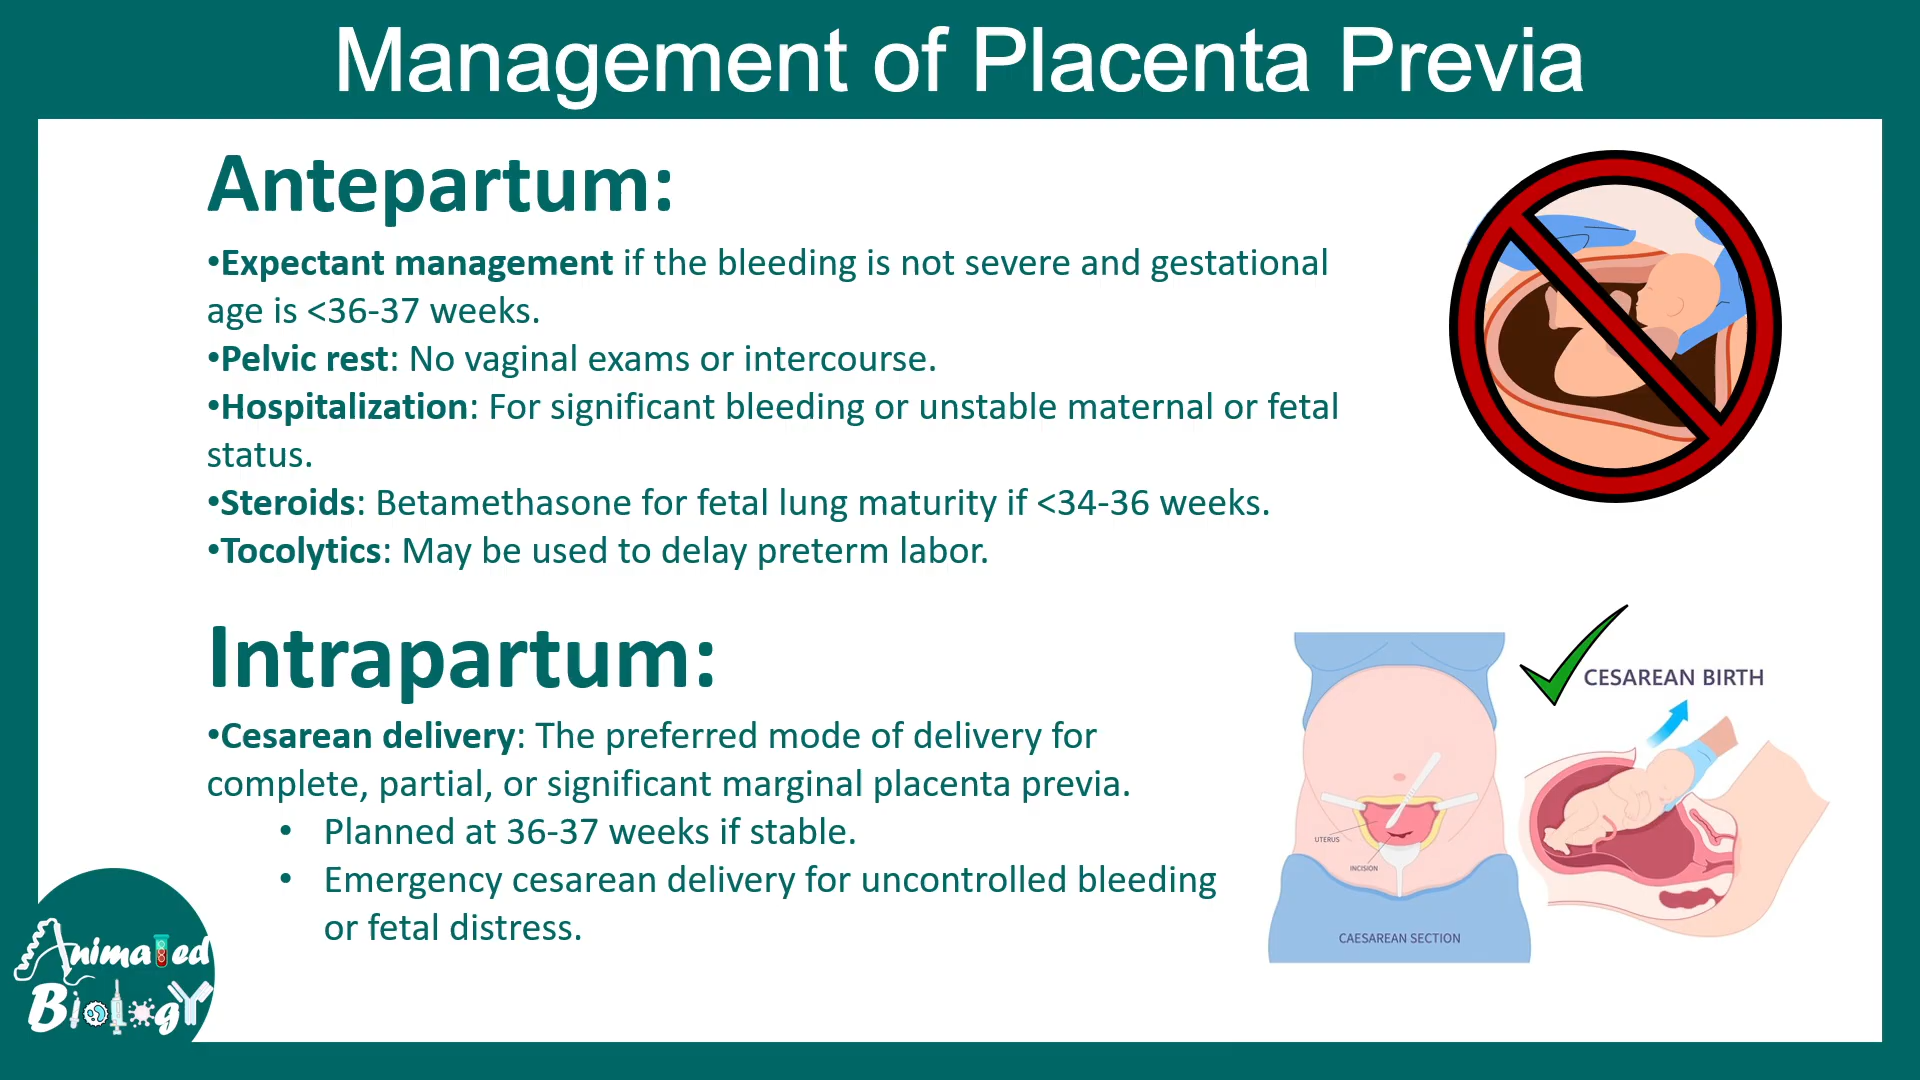 Management of Placenta Previa
Antepartum:
•Expectant management if the bleeding is not severe and gestational
age is <36-37 weeks.
•Pelvic rest: No vaginal exams or intercourse.
•Hospitalization: For significant bleeding or unstable maternal or fetal
status.
•Steroids: Betamethasone for fetal lung maturity if <34-36 weeks.
•Tocolytics: May be used to delay preterm labor.
Intrapartum:
•Cesarean delivery: The preferred mode of delivery for
complete, partial, or significant marginal placenta previa.
• Planned at 36-37 weeks if stable.
• Emergency cesarean delivery for uncontrolled bleeding
or fetal distress.
CESAREAN BIRTH
UTERUS
INCISION
CAESAREAN SECTION
Animated
Biology